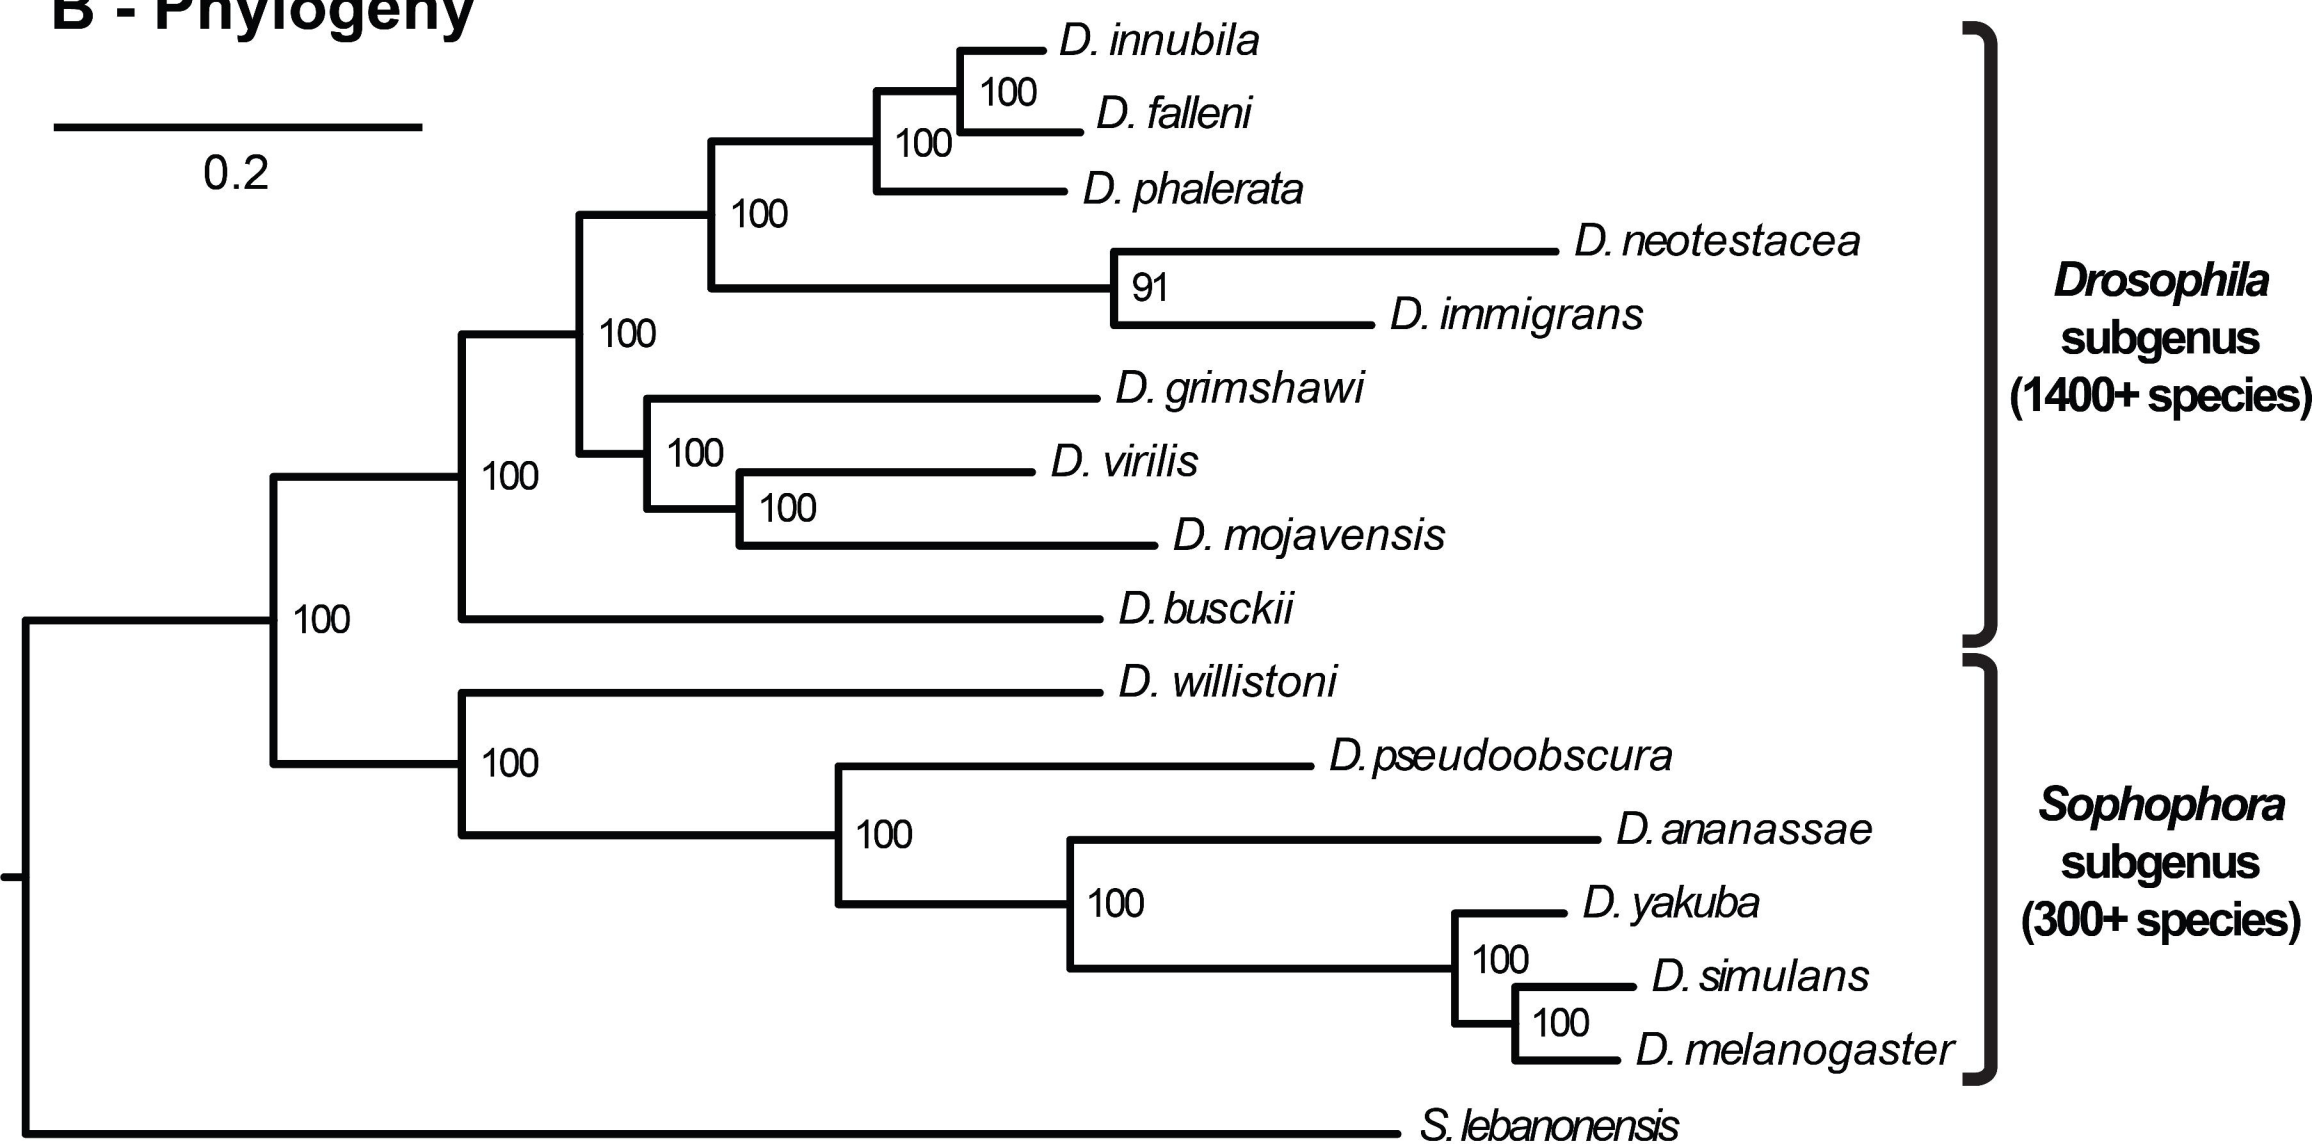 B - Phylogeny
0.2
D. innubila
100
D. falleni
100
D. phalerata
100
D. neotestacea
91
D. immigrans
100
D. grimshawi
100
D. virilis
100
100
D. mojavensis
D. busckii
100
D. willistoni
100
D. pseudoobscura
100
D. ananassae
100
D. yakuba
100
D. simulans
100
D. melanogaster
S. lebanonensis
Drosophila
subgenus
(1400+ species)
Sophophora
subgenus
(300+ species)